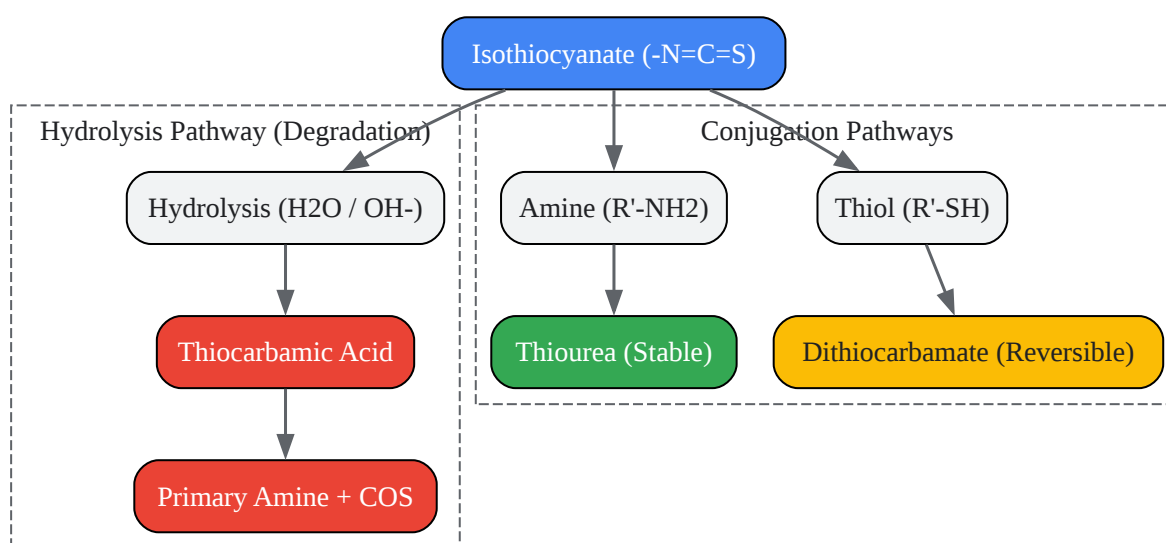 Isothiocyanate (-N=C=S)
Hydrolysis Pathway (Degradation)
Conjugation Pathways
Hydrolysis (H2O / OH-)
Amine (R'-NH2)
Thiol (R'-SH)
Thiocarbamic Acid
Thiourea (Stable)
Dithiocarbamate (Reversible)
Primary Amine + COS